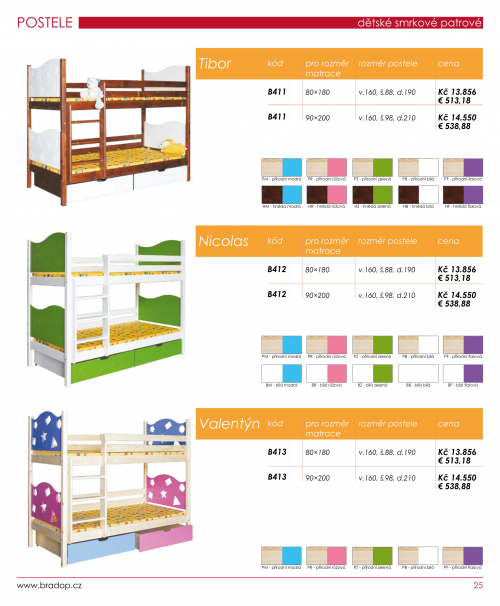 POSTELE
dětské smrkové patrové
Tibor
kód
pro rozměr matrace
rozměr postele
cena
B411
80×180
v.160, š.88, d.190
Kč 13.856
€ 513,18
B411
90×200
v.160, š.98, d.210
Kč 14.550
€ 538,88
PM - přírodní modrá
PR - přírodní růžová
PZ - přírodní zelená
PB - přírodní bílá
PF - přírodní fialová
HM - hnědá modrá
HR - hnědá růžová
HZ - hnědá zelená
HB - hnědá bílá
HF - hnědá fialová
Nicolas
kód
pro rozměr matrace
rozměr postele
cena
B412
80×180
v.160, š.88, d.190
Kč 13.856
€ 513,18
B412
90×200
v.160, š.98, d.210
Kč 14.550
€ 538,88
PM - přírodní modrá
PR - přírodní růžová
PZ - přírodní zelená
PB - přírodní bílá
PF - přírodní fialová
BM - bílá modrá
BR - bílá růžová
BZ - bílá zelená
BB - bílá bílá
BF - bílá fialová
Valentýn
kód
pro rozměr matrace
rozměr postele
cena
B413
80×180
v.160, š.88, d.190
Kč 13.856
€ 513,18
B413
90×200
v.160, š.98, d.210
Kč 14.550
€ 538,88
PM - přírodní modrá
PR - přírodní růžová
PZ - přírodní zelená
PB - přírodní bílá
PF - přírodní fialová
www.bradop.cz
25